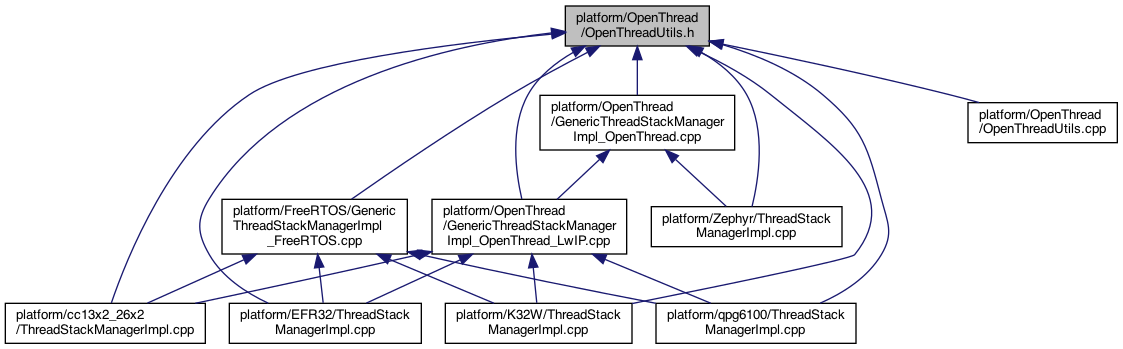 platform/OpenThread
/OpenThreadUtils.h
platform/OpenThread
/GenericThreadStackManager
Impl_OpenThread.cpp
platform/OpenThread
/OpenThreadUtils.cpp
platform/FreeRTOS/Generic
ThreadStackManagerImpl
_FreeRTOS.cpp
platform/OpenThread
/GenericThreadStackManager
Impl_OpenThread_LwIP.cpp
platform/Zephyr/ThreadStack
ManagerImpl.cpp
platform/cc13x2_26x2
/ThreadStackManagerImpl.cpp
platform/EFR32/ThreadStack
ManagerImpl.cpp
platform/K32W/ThreadStack
ManagerImpl.cpp
platform/qpg6100/ThreadStack
ManagerImpl.cpp